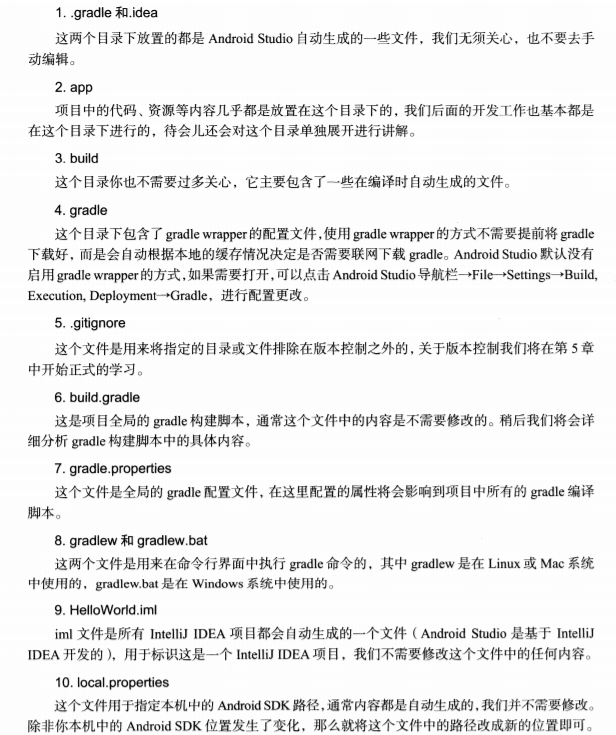 1. .gradle 和.idea
这两个目录下放置的都是 Android Studio 自动生成的一些文件，我们无须关心，也不要去手
动编辑。
2. app
项目中的代码、资源等内容几乎都是放置在这个目录下的，我们后面的开发工作也基本都是
在这个目录下进行的，待会儿还会对这个目录单独展开进行讲解。
3. build
这个目录你也不需要过多关心，它主要包含了一些在编译时自动生成的文件。
4. gradle
这个目录下包含了 gradle wrapper 的配置文件，使用 gradle wrapper 的方式不需要提前将 gradle
下载好，而是会自动根据本地的缓存情况决定是否需要联网下载 gradle。Android Studio 默认没有
启用 gradle wrapper 的方式，如果需要打开，可以点击 Android Studio 导航栏→File→Settings→Build,
Execution, Deployment→Gradle，进行配置更改。
5. .gitignore
这个文件是用来将指定的目录或文件排除在版本控制之外的，关于版本控制我们将在第 5 章
中开始正式的学习。
6. build.gradle
这是项目全局的 gradle 构建脚本，通常这个文件中的内容是不需要修改的。稍后我们将会详
细分析 gradle 构建脚本中的具体内容。
7. gradle.properties
这个文件是全局的 gradle 配置文件，在这里配置的属性将会影响到项目中所有的 gradle 编译
脚本。
8. gradlew 和 gradlew.bat
这两个文件是用来在命令行界面中执行 gradle 命令的，其中 gradlew 是在 Linux 或 Mac 系统
中使用的，gradlew.bat 是在 Windows 系统中使用的。
9. HelloWorld.iml
iml 文件是所有 IntelliJ IDEA 项目都会自动生成的一个文件（Android Studio 是基于 IntelliJ
IDEA 开发的），用于标识这是一个 IntelliJ IDEA 项目，我们不需要修改这个文件中的任何内容。
10. local.properties
这个文件用于指定本机中的 Android SDK 路径，通常内容都是自动生成的，我们并不需要修改。
除非你本机中的 Android SDK 位置发生了变化，那么就将这个文件中的路径改成新的位置即可。